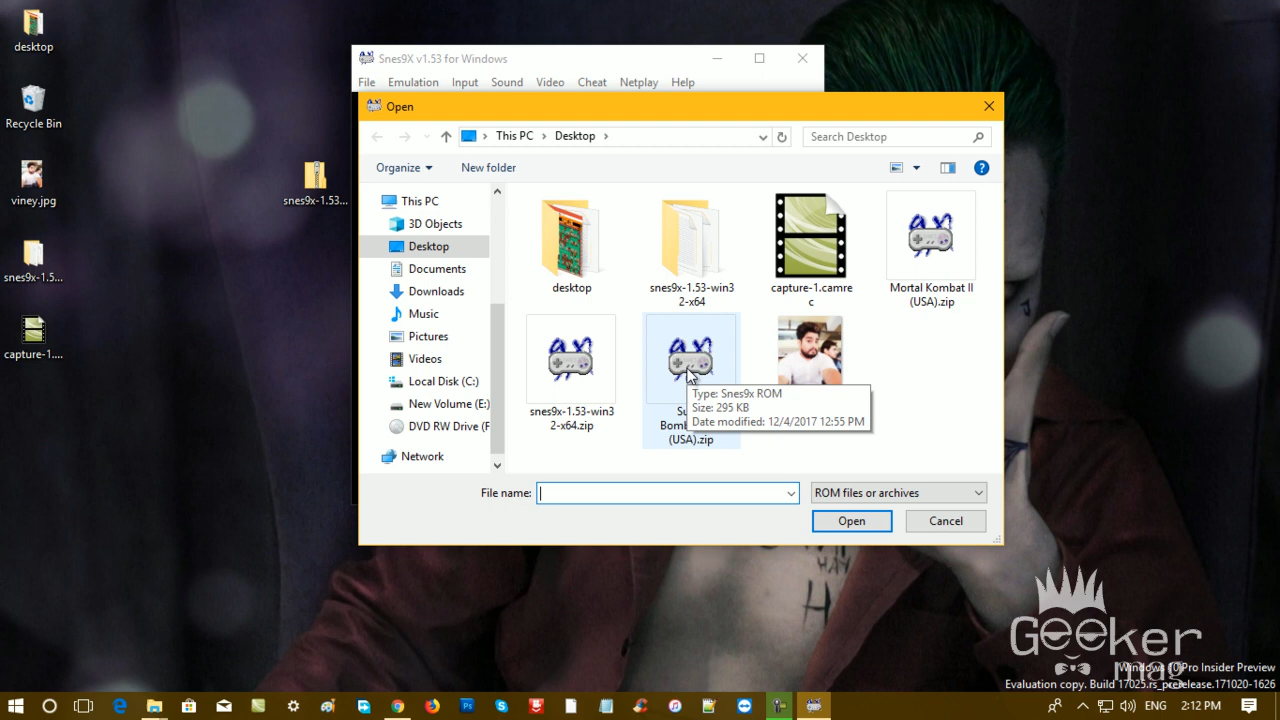 desktop
Recycle Bin
viney.jpg
snes9x-1.5...
capture-1....
snes9x-1.53...
Snes9X v1.53 for Windows
File Emulation Input Sound Video Cheat Netplay Help
Open
This PC Desktop
Search Desktop
Organize New folder
This PC
3D Objects
Desktop
Documents
Downloads
Music
Pictures
Videos
Local Disk (C:)
New Volume (E:)
DVD RW Drive (F
Network
desktop
snes9x-1.53-win3
2-x64
capture-1.camre
c
Mortal Kombat II
(USA).zip
snes9x-1.53-win3
2-x64.zip
(USA).zip
Type: Snes9x ROM
Size: 295 KB
Date modified: 12/4/2017 12:55 PM
File name:
ROM files or archives
Open Cancel
Geeker
Mag
Windows 10 Pro Insider Preview
Evaluation copy. Build 17025.rs_prerelease.171020-1626
ENG 2:12 PM